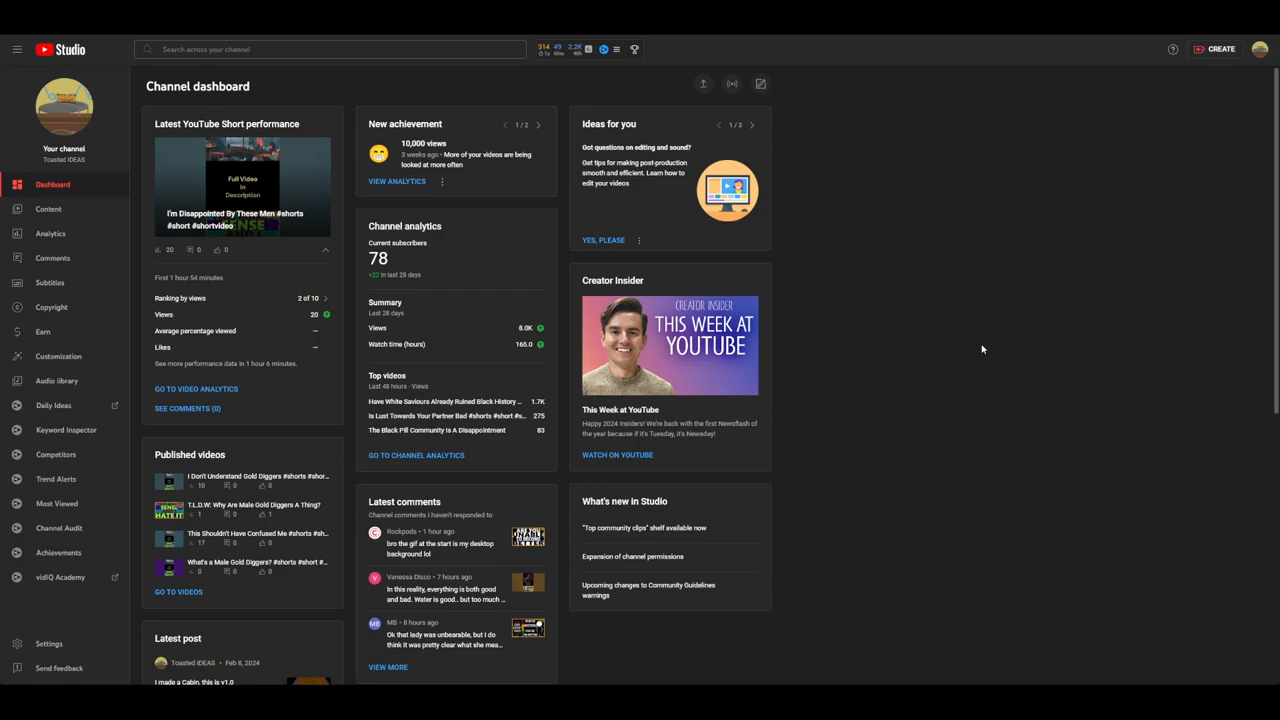 Studio
Search across your channel
314 49 2.2K
CREATE
Your channel
Toasted IDEAS
Dashboard
Content
Analytics
Comments
Subtitles
Copyright
Earn
Customization
Audio library
Daily Ideas
Keyword Inspector
Competitors
Trend Alerts
Most Viewed
Channel Audit
Achievements
vidIQ Academy
Settings
Send feedback
Channel dashboard
Latest YouTube Short performance
Full Video
In
Description
I'm Disappointed By These Men #shorts
#short #shortvideo
20 0 0
First 1 hour 54 minutes
Ranking by views 2 of 10
Views 20
Average percentage viewed —
Likes —
See more performance data in 1 hour 6 minutes.
GO TO VIDEO ANALYTICS
SEE COMMENTS (0)
Published videos
I Don't Understand Gold Diggers #shorts #shor...
10 0 0
T.L.D.W: Why Are Male Gold Diggers A Thing?
1 0 1
This Shouldn't Have Confused Me #shorts #sh...
17 0 0
What's a Male Gold Diggers? #shorts #short #...
0 0 0
GO TO VIDEOS
Latest post
Toasted IDEAS • Feb 8, 2024
I made a Cabin, this is v1.0
New achievement
1 / 2
10,000 views
3 weeks ago • More of your videos are being
looked at more often
VIEW ANALYTICS
Channel analytics
Current subscribers
78
+22 in last 28 days
Summary
Last 28 days
Views 8.0K
Watch time (hours) 165.0
Top videos
Last 48 hours · Views
Have White Saviours Already Ruined Black History ... 1.7K
Is Lust Towards Your Partner Bad #shorts #short #s... 275
The Black Pill Community Is A Disappointment 83
GO TO CHANNEL ANALYTICS
Latest comments
Channel comments I haven't responded to
Rockpods • 1 hour ago
bro the gif at the start is my desktop
background lol
Vanessa Disco • 7 hours ago
In this reality, everything is both good
and bad. Water is good.. but too much ...
MB • 8 hours ago
Ok that lady was unbearable, but I do
think it was pretty clear what she mea...
VIEW MORE
Ideas for you
1 / 3
Got questions on editing and sound?
Get tips for making post-production
smooth and efficient. Learn how to
edit your videos
YES, PLEASE
Creator Insider
CREATOR INSIDER
THIS WEEK AT
YOUTUBE
This Week at YouTube
Happy 2024 Insiders! We're back with the first Newsflash of
the year because if it's Tuesday, it's Newsday!
WATCH ON YOUTUBE
What's new in Studio
"Top community clips" shelf available now
Expansion of channel permissions
Upcoming changes to Community Guidelines
warnings